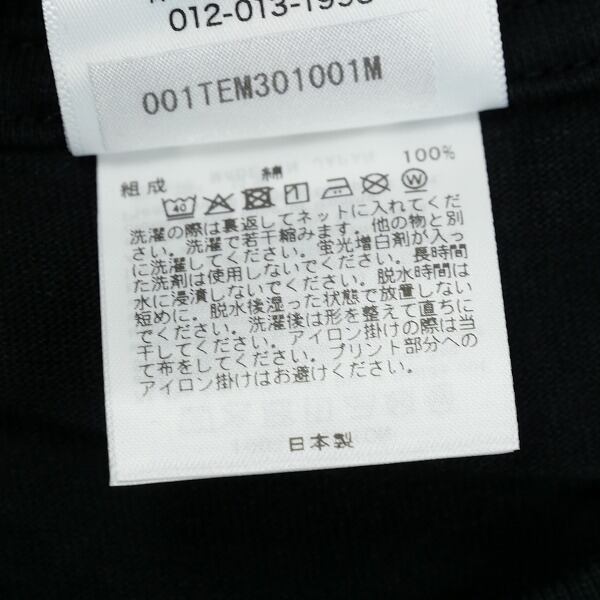 012-013-1998
001TEM301001M
組成 綿 100%
40 W
洗濯の際は裏返してネットに入れてくだ
さい。洗濯で若干縮みます。他の物と別
に洗濯してください。蛍光増白剤が入っ
た洗剤は使用しないでください。長時間
水に浸漬しないでください。脱水時間は
短めに。脱水後湿った状態で放置しない
でください。洗濯後は形を整えて直ちに
干してください。アイロン掛けの際は当
て布をしてください。プリント部分への
アイロン掛けはお避けください。
日本製